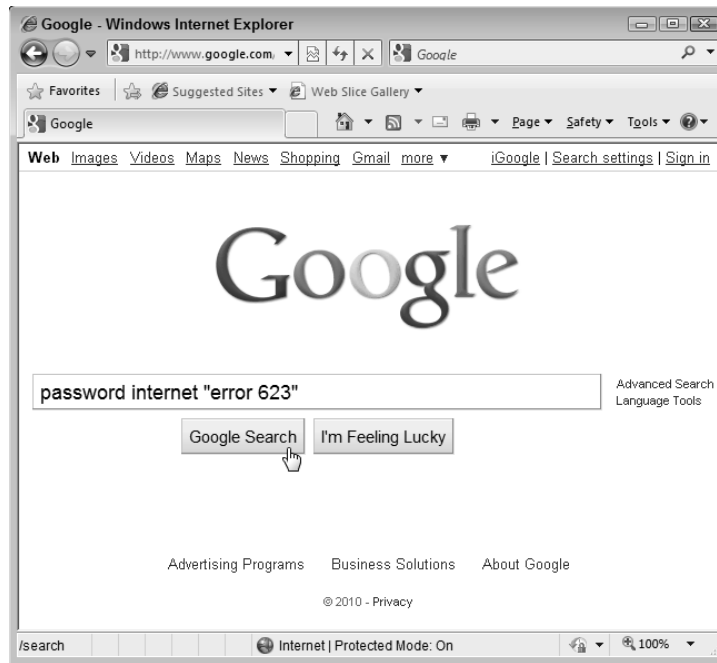 Google - Windows Internet Explorer
http://www.google.com/ Google
Favorites Suggested Sites ▼ Web Slice Gallery ▼
Google Page ▼ Safety ▼ Tools ▼
Web Images Videos Maps News Shopping Gmail more ▼ iGoogle | Search settings | Sign in
Google
password internet "error 623"
Advanced Search
Language Tools
Google Search I'm Feeling Lucky
Advertising Programs Business Solutions About Google
© 2010 - Privacy
/search Internet | Protected Mode: On 100% ▼